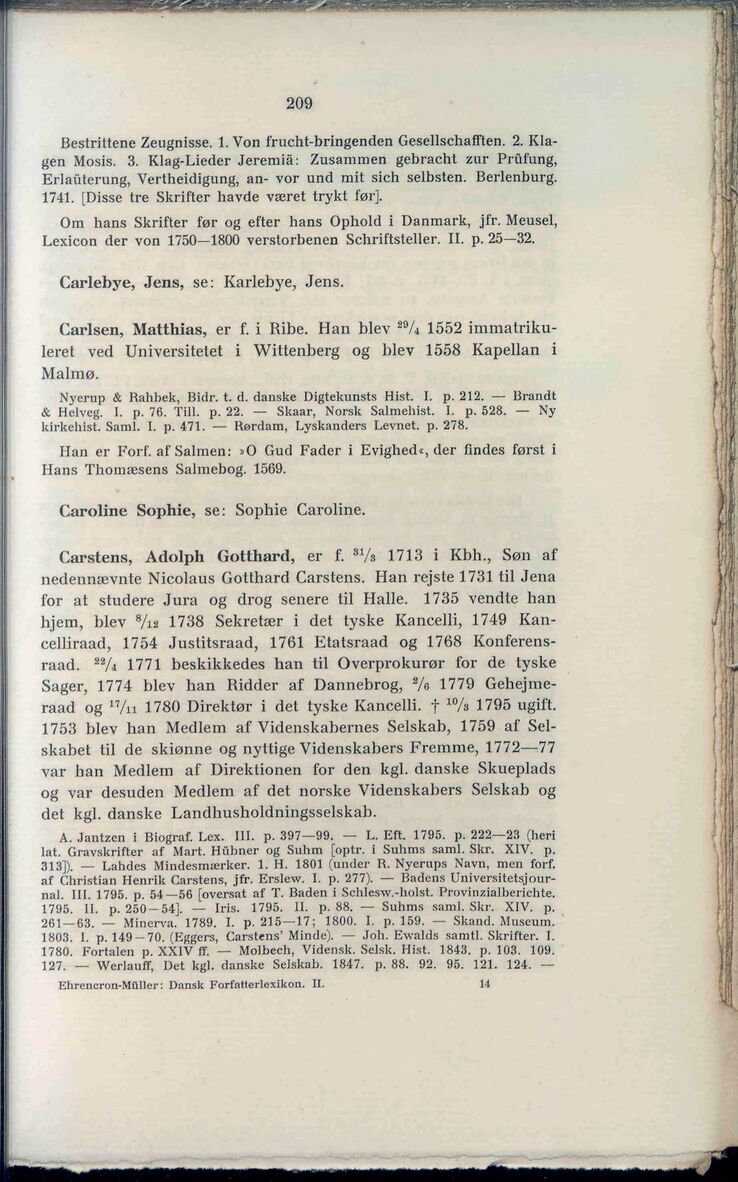 209
Bestrittene Zeugnisse. 1. Von frucht-bringenden Gesellschafften. 2. Kla-
gen Mosis. 3. Klag-Lieder Jeremiä: Zusammen gebracht zur Prüfung,
Erlaüterung, Vertheidigung, an- vor und mit sich selbsten. Berlenburg.
1741. [Disse tre Skrifter havde været trykt før].
Om hans Skrifter før og efter hans Ophold i Danmark, jfr. Meusel,
Lexicon der von 1750—1800 verstorbenen Schriftsteller. II. p. 25—32.
Carlebye, Jens, se: Karlebye, Jens.
Carlsen, Matthias, er f. i Ribe. Han blev 29/4 1552 immatriku-
leret ved Universitetet i Wittenberg og blev 1558 Kapellan i
Malmø.
Nyerup & Rahbek, Bidr. t. d. danske Digtekunsts Hist. I. p. 212. — Brandt
& Helveg. I. p. 76. Till. p. 22. — Skaar, Norsk Salmehist. I. p. 528. — Ny
kirkehist. Saml. I. p. 471. — Rørdam, Lyskanders Levnet. p. 278.
Han er Forf. af Salmen: »O Gud Fader i Evighed«, der findes først i
Hans Thomæsens Salmebog. 1569.
Caroline Sophie, se: Sophie Caroline.
Carstens, Adolph Gotthard, er f. 31/3 1713 i Kbh., Søn af
nedennævnte Nicolaus Gotthard Carstens. Han rejste 1731 til Jena
for at studere Jura og drog senere til Halle. 1735 vendte han
hjem, blev 8/12 1738 Sekretær i det tyske Kancelli, 1749 Kan-
celliraad, 1754 Justitsraad, 1761 Etatsraad og 1768 Konferens-
raad. 22/4 1771 beskikkedes han til Overprokurør for de tyske
Sager, 1774 blev han Ridder af Dannebrog, 2/6 1779 Gehejme-
raad og 17/11 1780 Direktør i det tyske Kancelli. † 10/3 1795 ugift.
1753 blev han Medlem af Videnskabernes Selskab, 1759 af Sel-
skabet til de skiønne og nyttige Videnskabers Fremme, 1772—77
var han Medlem af Direktionen for den kgl. danske Skueplads
og var desuden Medlem af det norske Videnskabers Selskab og
det kgl. danske Landhusholdningsselskab.
A. Jantzen i Biograf. Lex. III. p. 397—99. — L. Eft. 1795. p. 222—23 (heri
lat. Gravskrifter af Mart. Hübner og Suhm [optr. i Suhms saml. Skr. XIV. p.
313]). — Lahdes Mindesmærker. 1. H. 1801 (under R. Nyerups Navn, men forf.
af Christian Henrik Carstens, jfr. Erslew. I. p. 277). — Badens Universitetsjour-
nal. III. 1795. p. 54—56 [oversat af T. Baden i Schlesw.-holst. Provinzialberichte.
1795. II. p. 250—54]. — Iris. 1795. II. p. 88. — Suhms saml. Skr. XIV. p.
261—63. — Minerva. 1789. I. p. 215—17; 1800. I. p. 159. — Skand. Museum.
1803. I. p. 149—70. (Eggers, Carstens' Minde). — Joh. Ewalds samtl. Skrifter. I.
1780. Fortalen p. XXIV ff. — Molbech, Vidensk. Selsk. Hist. 1843. p. 103. 109.
127. — Werlauff, Det kgl. danske Selskab. 1847. p. 88. 92. 95. 121. 124. —
Ehrencron-Müller: Dansk Forfatterlexikon. II. 14